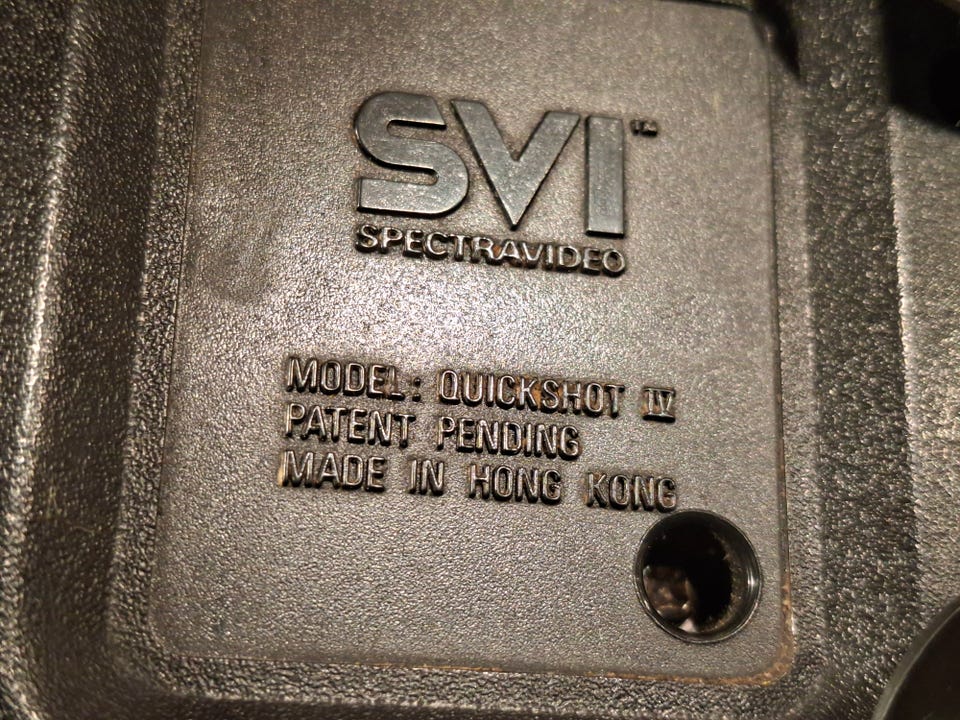 SVI™
SPECTRAVIDEO
MODEL: QUICKSHOT IV
PATENT PENDING
MADE IN HONG KONG